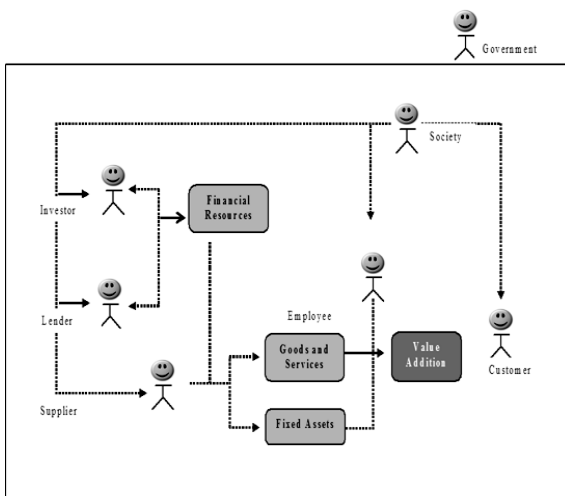 Government
Society
Financial
Resources
Investor
Lender
Employee
Goods and
Services
Value
Addition
Customer
Supplier
Fixed Assets